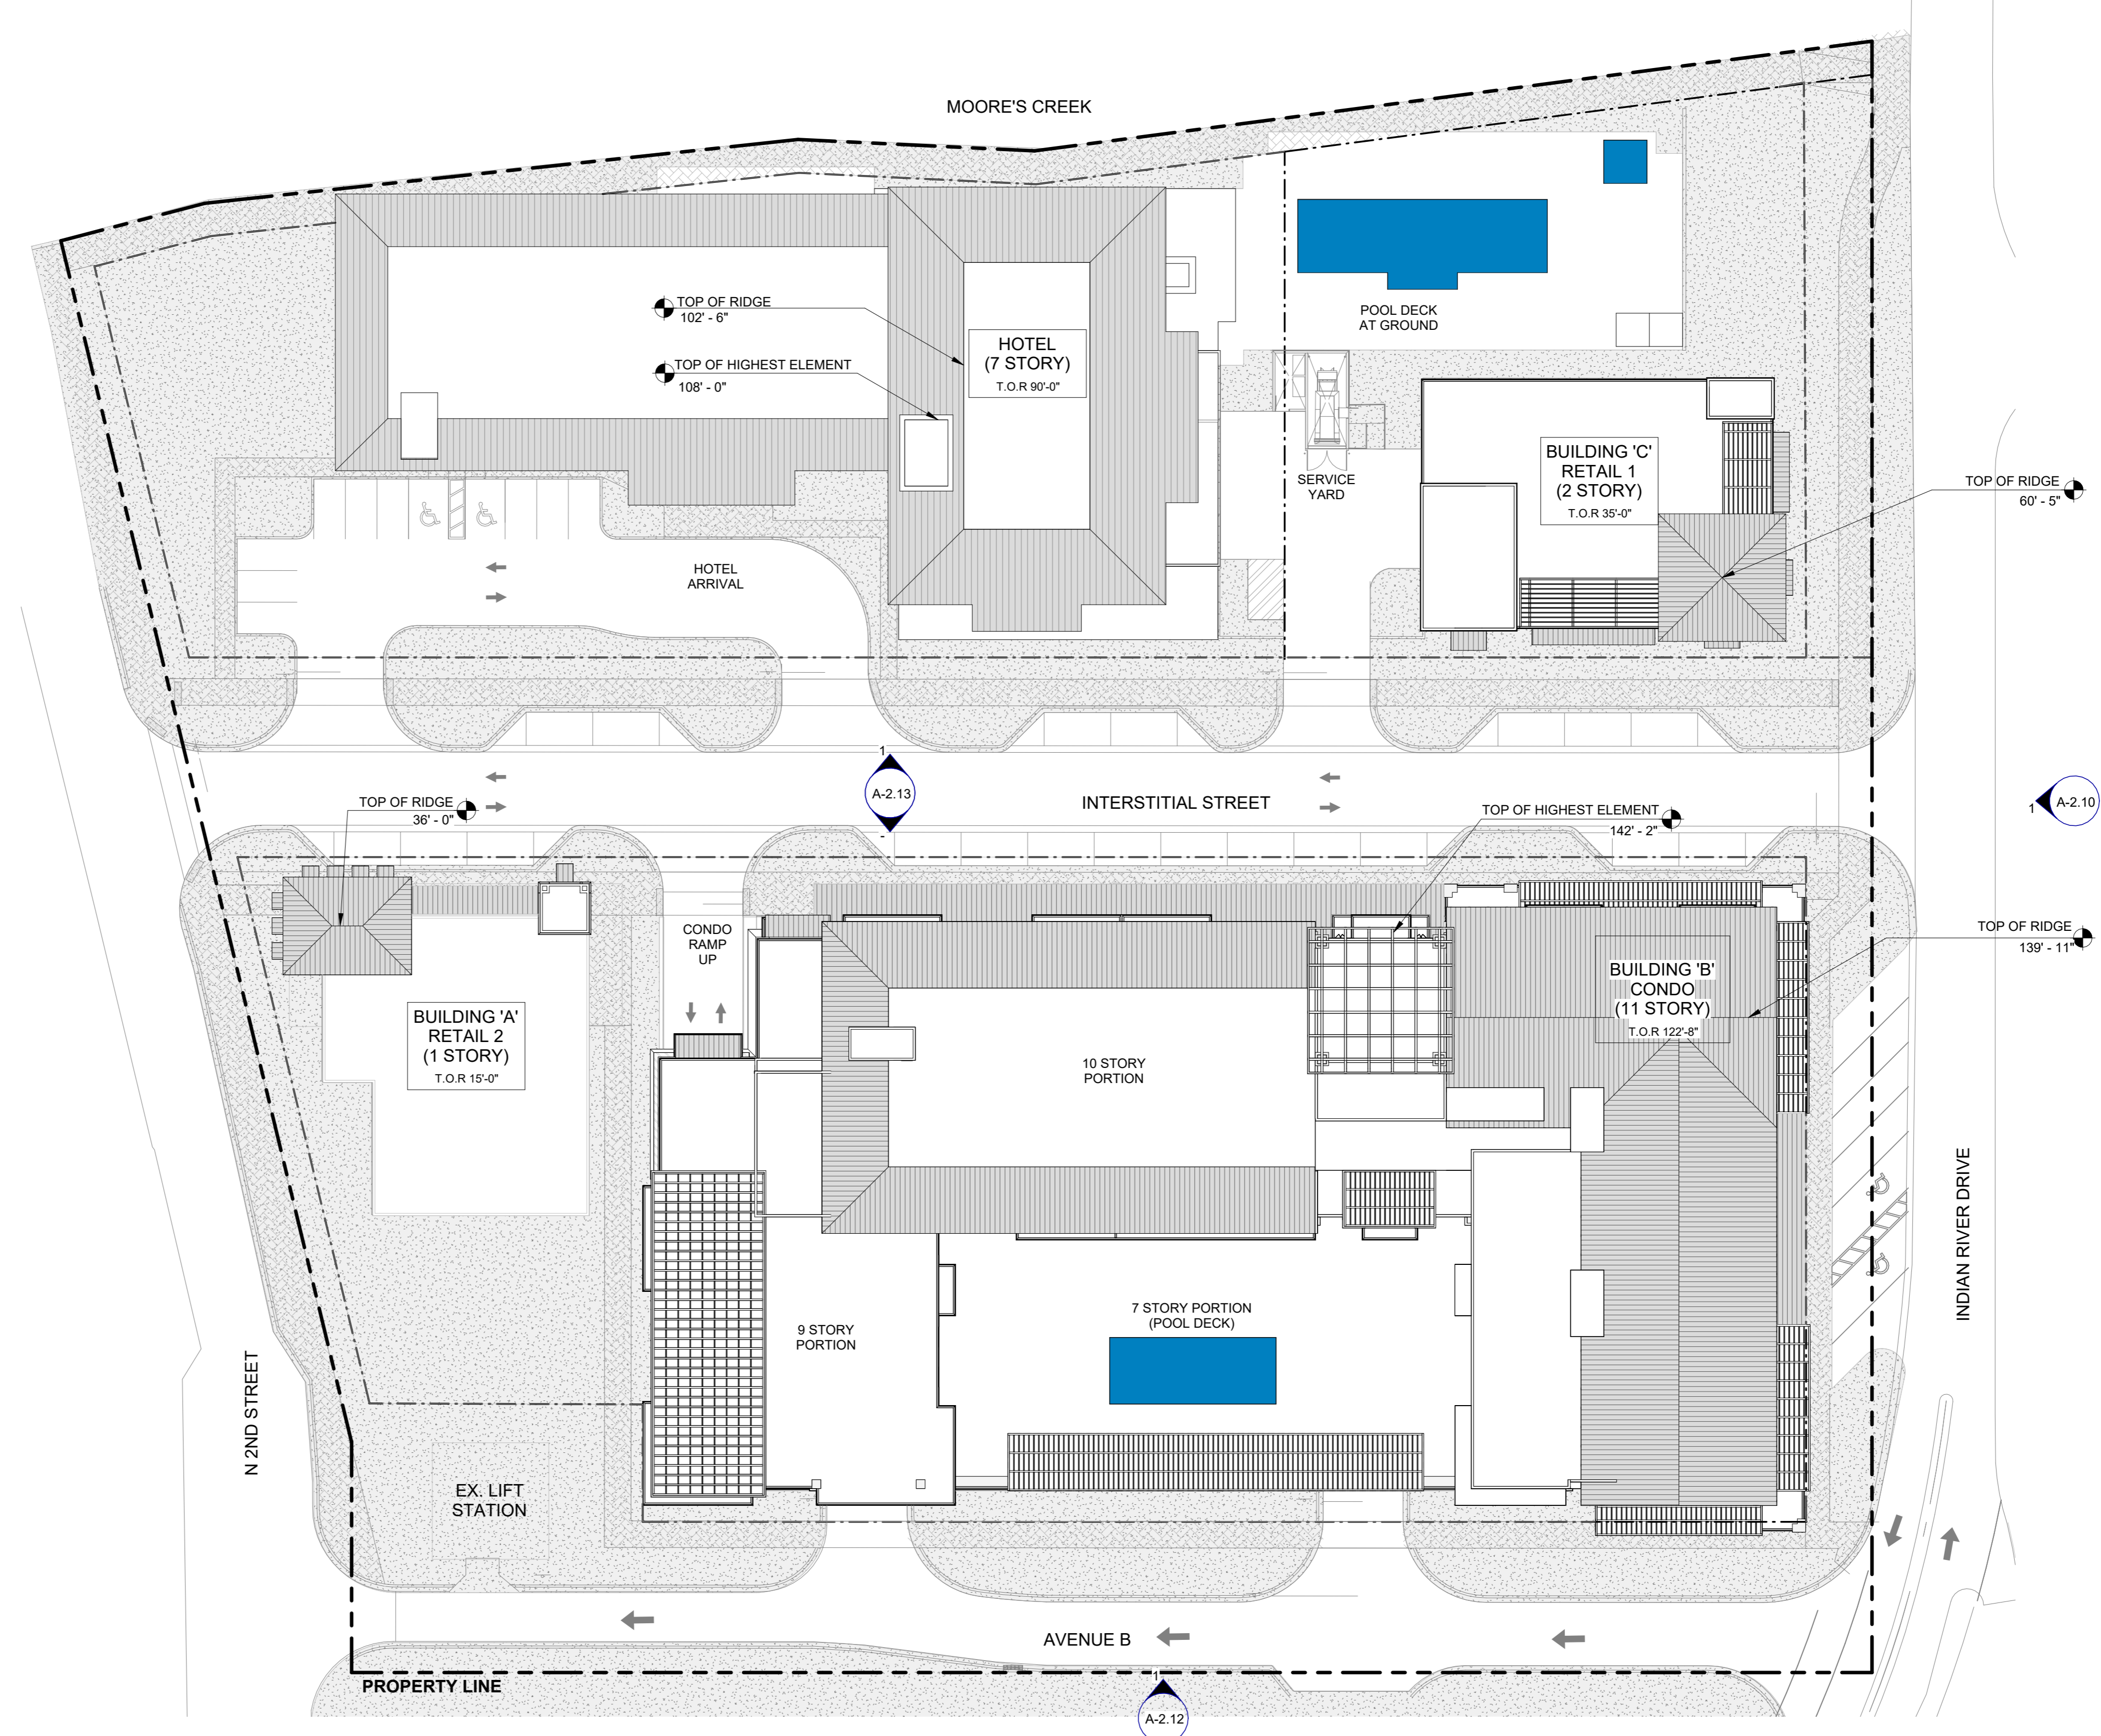 MOORE'S CREEK
TOP OF RIDGE
102' - 6"
TOP OF HIGHEST ELEMENT
108' - 0"
HOTEL
(7 STORY)
T.O.R 90'-0"
POOL DECK
AT GROUND
SERVICE
YARD
BUILDING 'C'
RETAIL 1
(2 STORY)
T.O.R 35'-0"
TOP OF RIDGE
60' - 5"
HOTEL
ARRIVAL
1
A-2.13
-
INTERSTITIAL STREET
1
A-2.10
TOP OF RIDGE
36' - 0"
TOP OF HIGHEST ELEMENT
142' - 2"
CONDO
RAMP
UP
TOP OF RIDGE
139' - 11"
BUILDING 'B'
CONDO
(11 STORY)
T.O.R 122'-8"
BUILDING 'A'
RETAIL 2
(1 STORY)
T.O.R 15'-0"
10 STORY
PORTION
INDIAN RIVER DRIVE
7 STORY PORTION
(POOL DECK)
9 STORY
PORTION
N 2ND STREET
EX. LIFT
STATION
AVENUE B
PROPERTY LINE
1
A-2.12